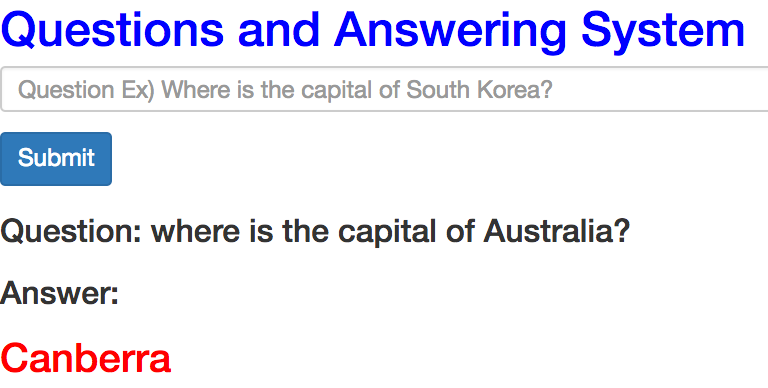 Questions and Answering System
Question Ex) Where is the capital of South Korea?
Submit
Question: where is the capital of Australia?
Answer:
Canberra